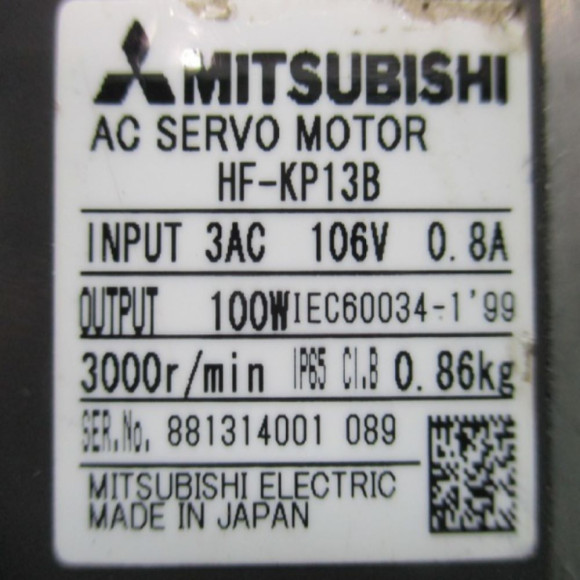 MITSUBISHI
AC SERVO MOTOR
HF-KP13B
INPUT 3AC 106V 0.8A
OUTPUT 100W IEC60034-1'99
3000r/min IP65 Cl.B 0.86kg
SER.No. 881314001 089
MITSUBISHI ELECTRIC
MADE IN JAPAN